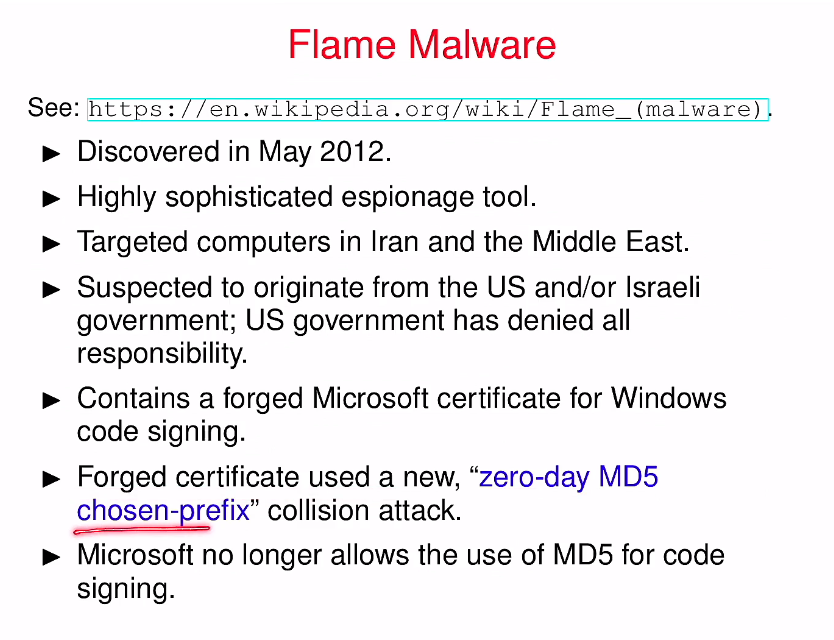 Flame Malware
See: https://en.wikipedia.org/wiki/Flame_(malware).
▶ Discovered in May 2012.
▶ Highly sophisticated espionage tool.
▶ Targeted computers in Iran and the Middle East.
▶ Suspected to originate from the US and/or Israeli
government; US government has denied all
responsibility.
▶ Contains a forged Microsoft certificate for Windows
code signing.
▶ Forged certificate used a new, “zero-day MD5
chosen-prefix” collision attack.
▶ Microsoft no longer allows the use of MD5 for code
signing.